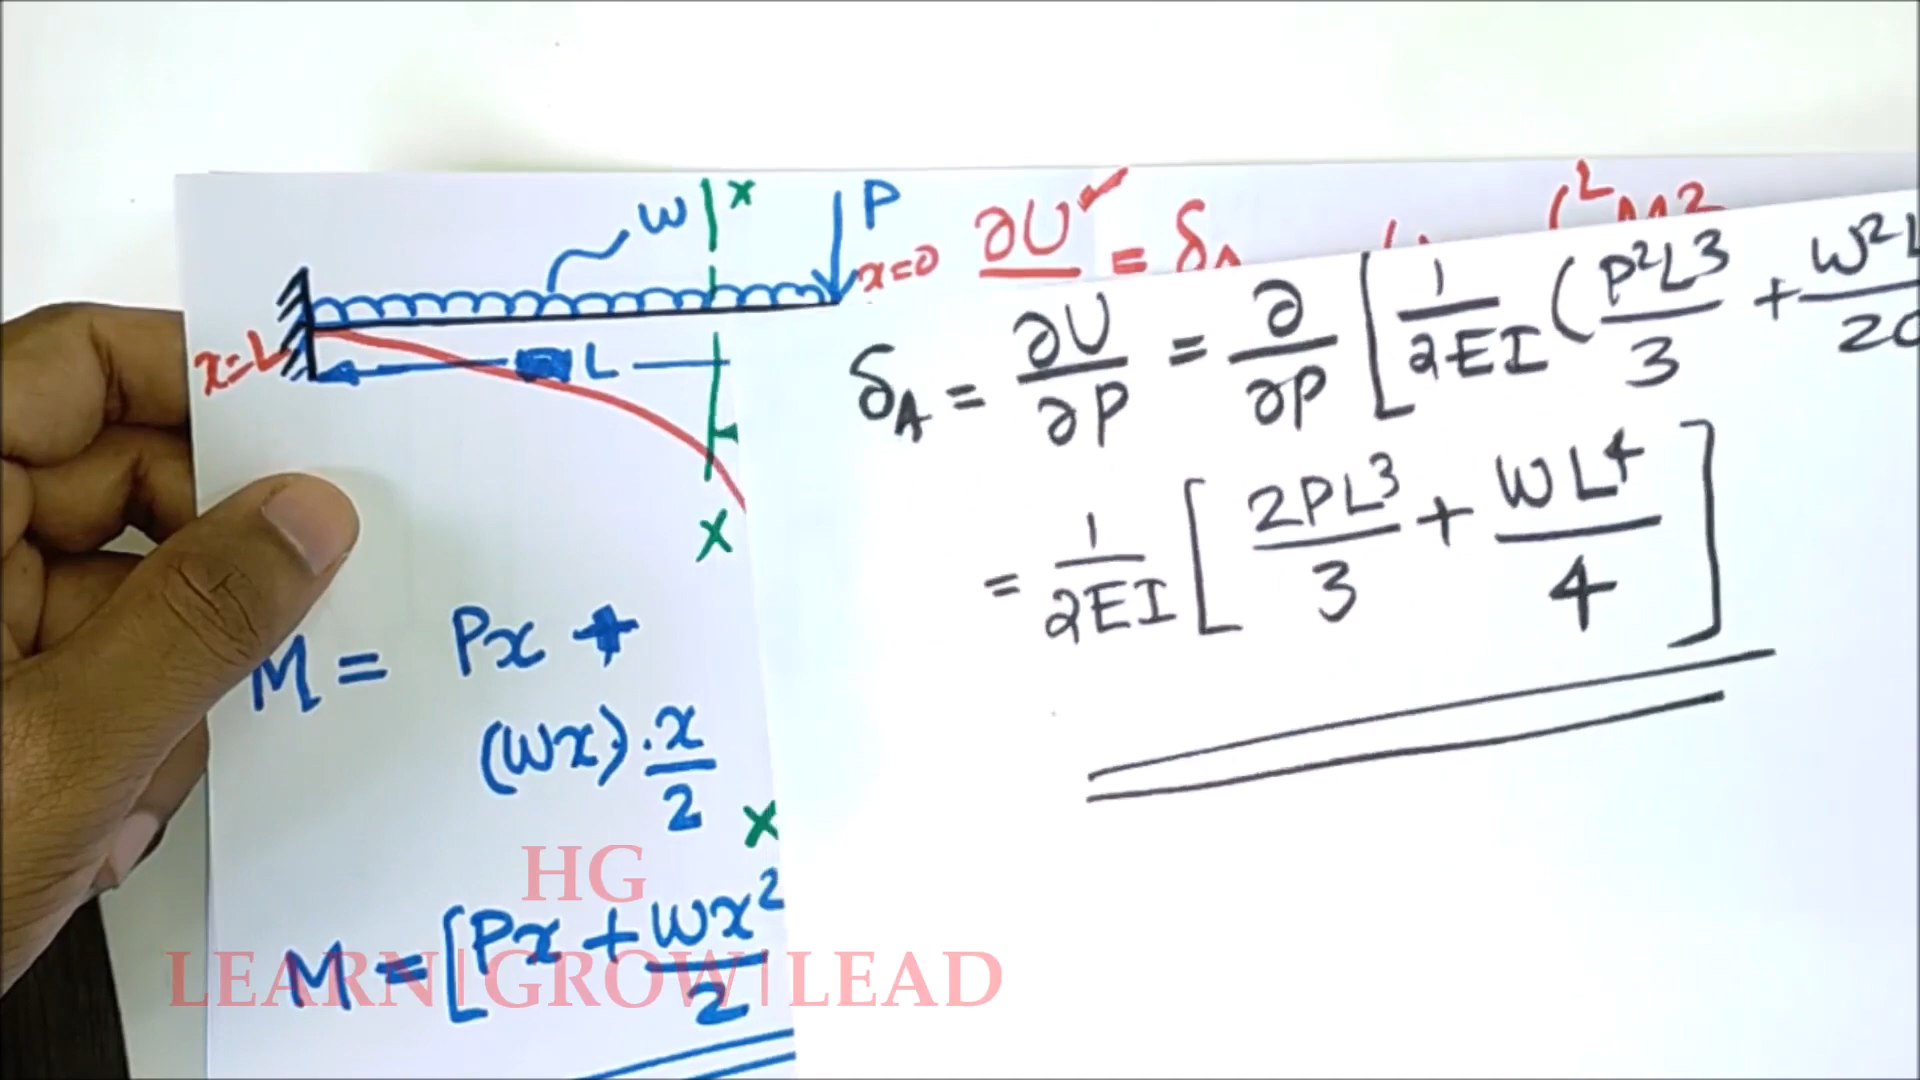 W x P
x=0
x=L
L
X
M = Px +
(Wx).x/2
X
M = [Px + Wx²/2
∂U = δA
δA = ∂U/∂P = ∂/∂P [1/2EI (P²L³/3 + W²L/20
= 1/2EI [2PL³/3 + WL⁴/4]
HG
LEARN|GROW|LEAD